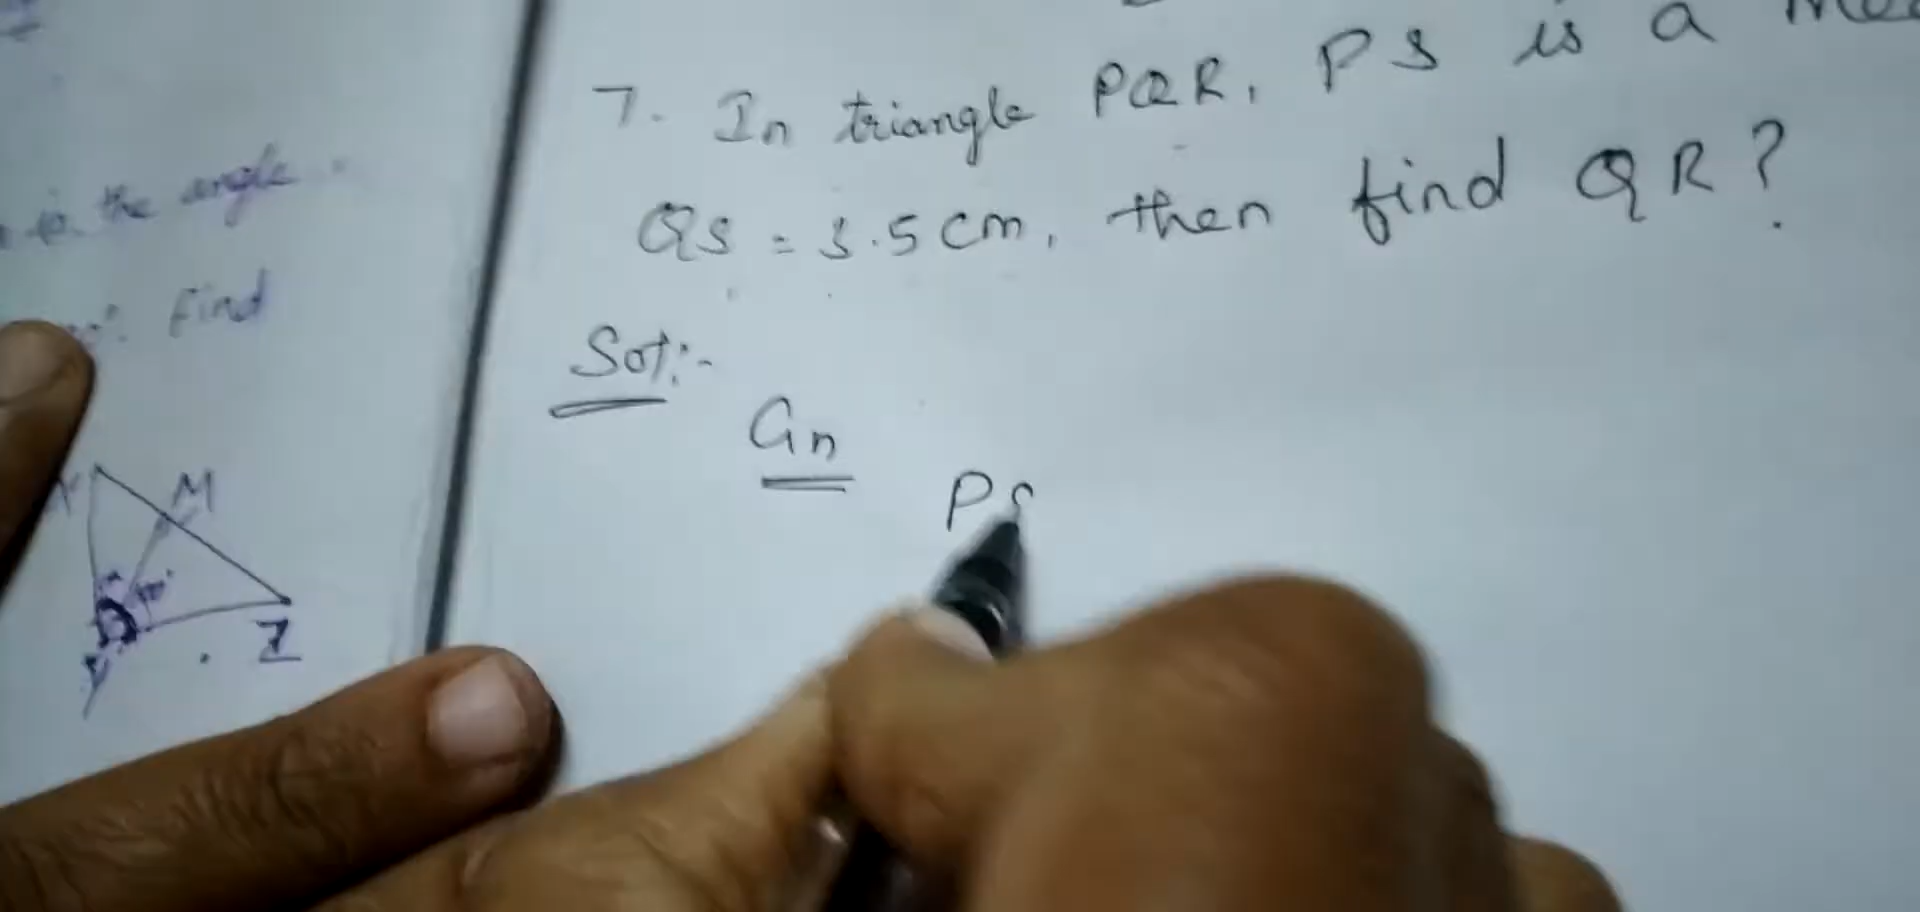 the angle
Find
M
Z
7. In triangle PQR, PS is a
QS = 3.5 cm, then find QR?
Sol:-
Gn
PS